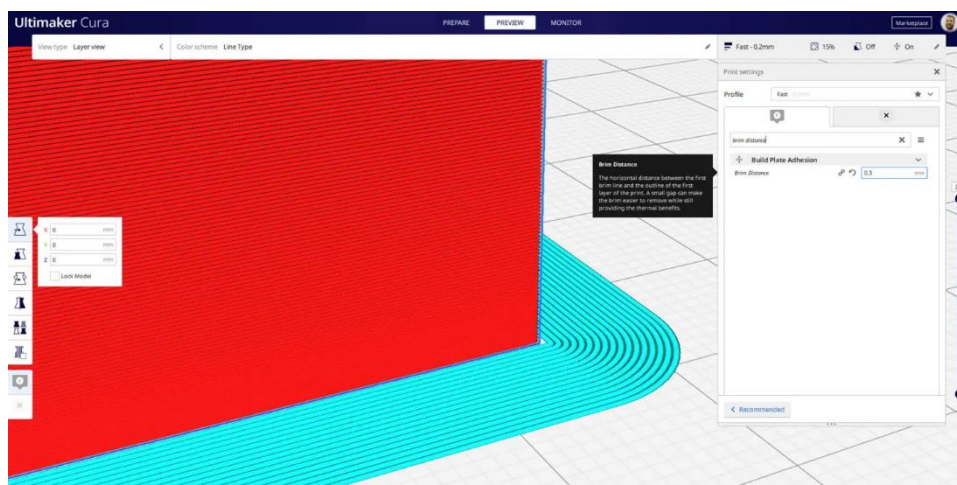 Ultimaker Cura
PREPARE PREVIEW MONITOR
Marketplace
View type Layer view
Color scheme Line Type
Fast - 0.2mm 15% Off On
Print settings
Profile Fast
brim distance
Build Plate Adhesion
Brim Distance 0.3 mm
Brim Distance
The horizontal distance between the first
brim line and the outline of the first
layer of the print. A small gap can make
the brim easier to remove while still
providing the thermal benefits.
X 0 mm
Y 0 mm
Z 0 mm
Lock Model
Recommended